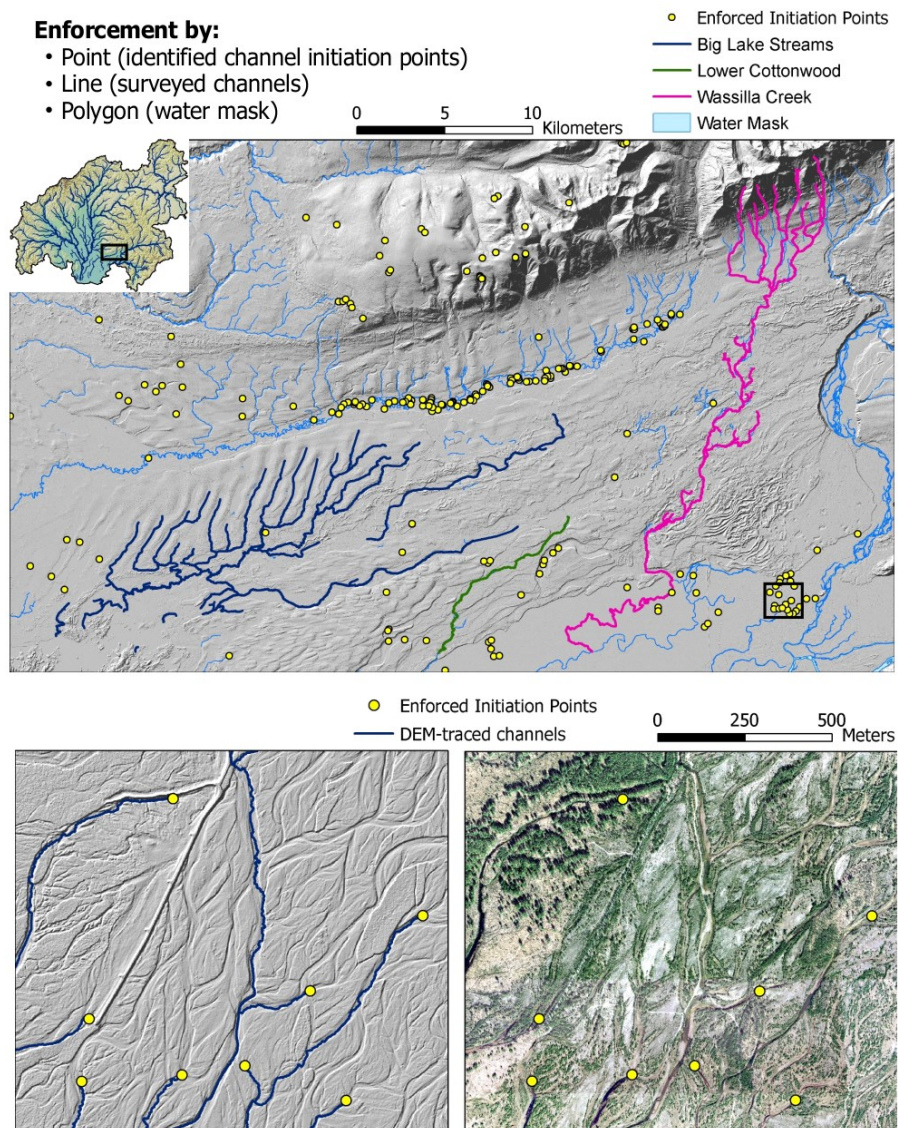 Enforcement by:
• Point (identified channel initiation points)
• Line (surveyed channels)
• Polygon (water mask)
Enforced Initiation Points
Big Lake Streams
Lower Cottonwood
Wassilla Creek
Water Mask
0 5 10
Kilometers
Enforced Initiation Points
DEM-traced channels
0 250 500
Meters